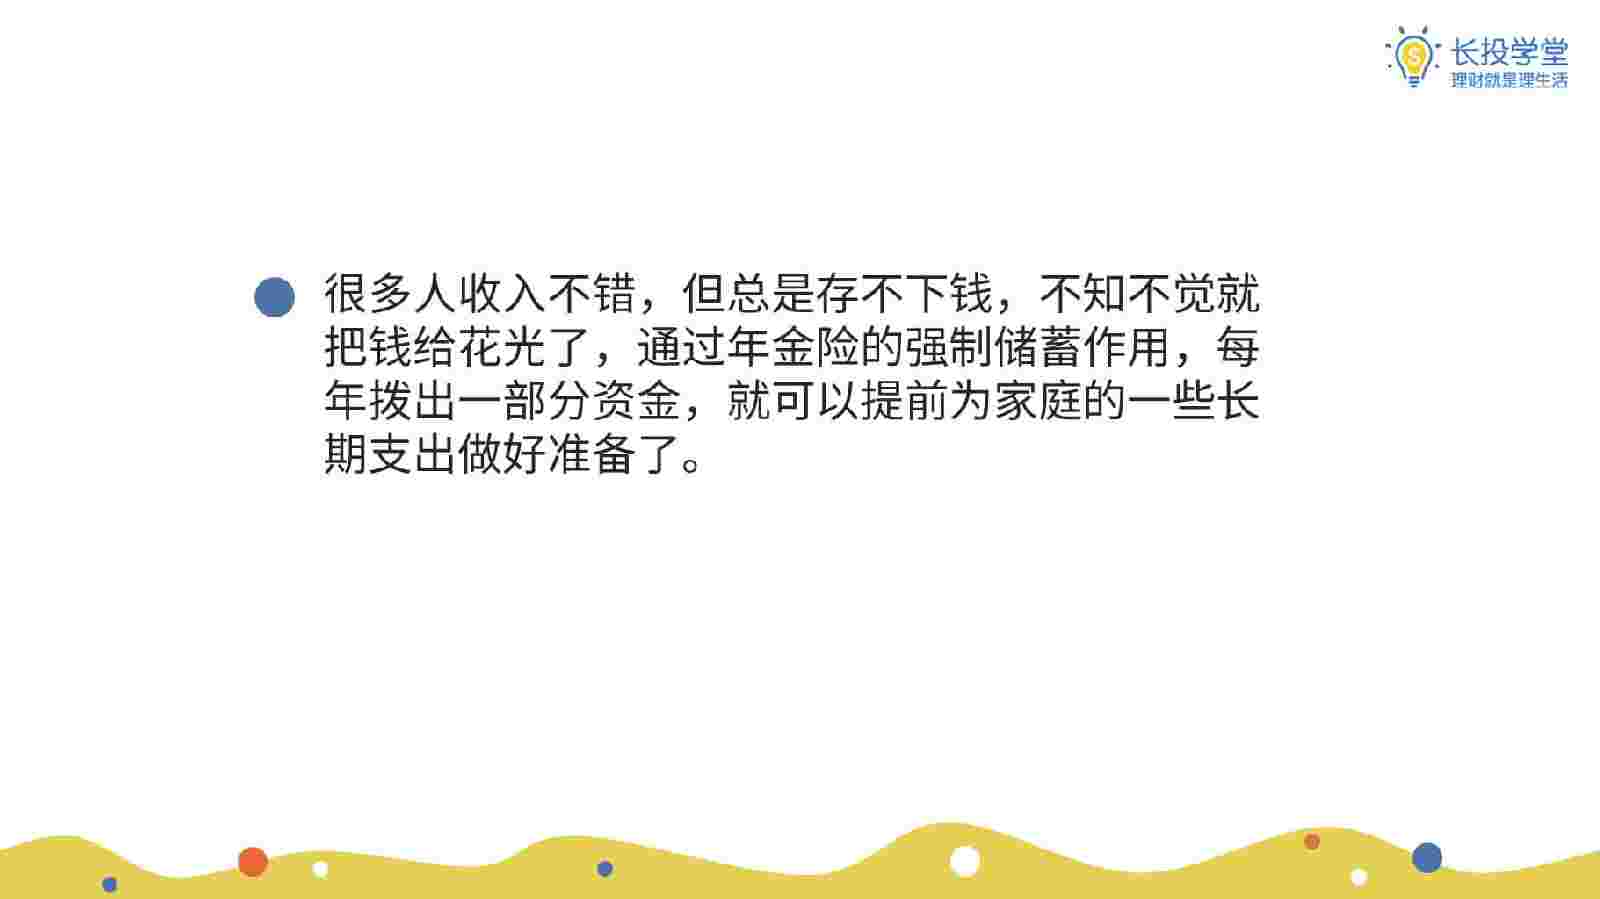 长投学堂
理财就是理生活
很多人收入不错，但总是存不下钱，不知不觉就
把钱给花光了，通过年金险的强制储蓄作用，每
年拨出一部分资金，就可以提前为家庭的一些长
期支出做好准备了。